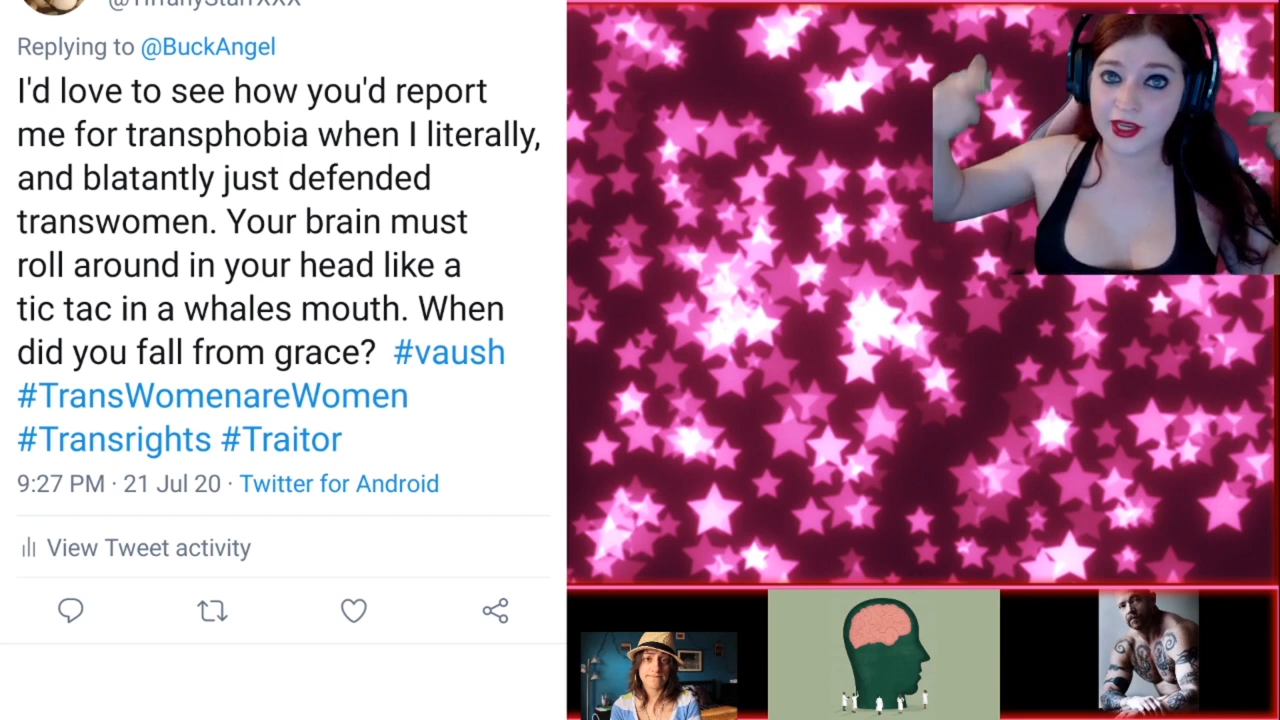 @TiffanyStarrXXX
Replying to @BuckAngel
I'd love to see how you'd report
me for transphobia when I literally,
and blatantly just defended
transwomen. Your brain must
roll around in your head like a
tic tac in a whales mouth. When
did you fall from grace? #vaush
#TransWomenareWomen
#Transrights #Traitor
9:27 PM · 21 Jul 20 · Twitter for Android
View Tweet activity